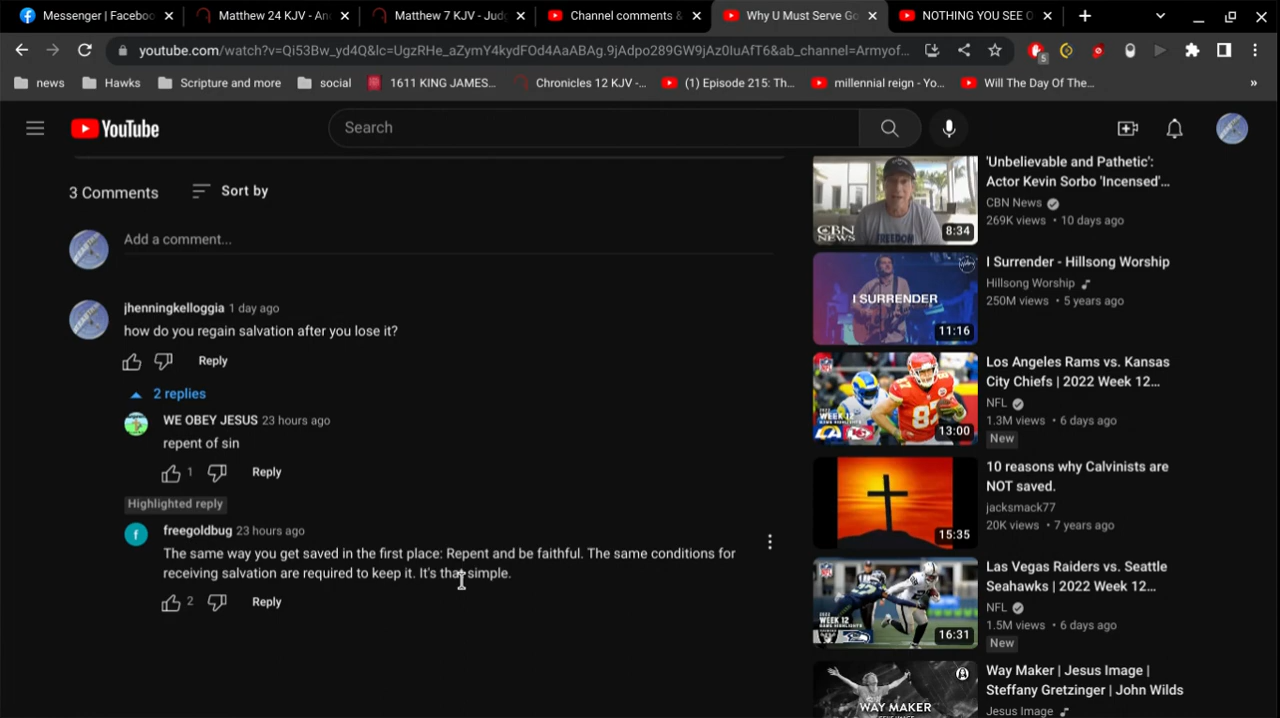 Messenger | Faceboo
Matthew 24 KJV - An
Matthew 7 KJV - Judg
Channel comments &
Why U Must Serve Go
NOTHING YOU SEE O
youtube.com/watch?v=Qi53Bw_yd4Q&lc=UgzRHe_aZymY4kydFOd4AaABAg.9jAdpo289GW9jAz0IuAfT6&ab_channel=Armyof...
5
news
Hawks
Scripture and more
social
1611 KING JAMES...
Chronicles 12 KJV -...
(1) Episode 215: Th...
millennial reign - Yo...
Will The Day Of The...
»
YouTube
Search
3 Comments
Sort by
Add a comment...
jhenningkelloggia 1 day ago
how do you regain salvation after you lose it?
Reply
2 replies
WE OBEY JESUS 23 hours ago
repent of sin
1
Reply
Highlighted reply
f
freegoldbug 23 hours ago
The same way you get saved in the first place: Repent and be faithful. The same conditions for
receiving salvation are required to keep it. It's that simple.
2
Reply
CBN NEWS
FREEDOM
8:34
'Unbelievable and Pathetic':
Actor Kevin Sorbo 'Incensed'...
CBN News
269K views • 10 days ago
I SURRENDER
11:16
I Surrender - Hillsong Worship
Hillsong Worship
250M views • 5 years ago
NFL
WEEK 12
13:00
Los Angeles Rams vs. Kansas
City Chiefs | 2022 Week 12...
NFL
1.3M views • 6 days ago
New
15:35
10 reasons why Calvinists are
NOT saved.
jacksmack77
20K views • 7 years ago
NFL
WEEK 12
16:31
Las Vegas Raiders vs. Seattle
Seahawks | 2022 Week 12...
NFL
1.5M views • 6 days ago
New
WAY MAKER
Way Maker | Jesus Image |
Steffany Gretzinger | John Wilds
Jesus Image